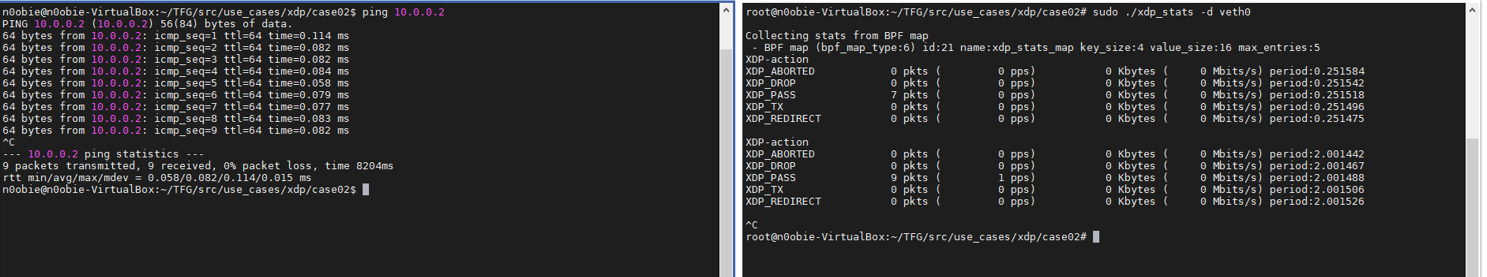 n0obie@n0obie-VirtualBox:~/TFG/src/use_cases/xdp/case02$ ping 10.0.0.2
PING 10.0.0.2 (10.0.0.2) 56(84) bytes of data.
64 bytes from 10.0.0.2: icmp_seq=1 ttl=64 time=0.114 ms
64 bytes from 10.0.0.2: icmp_seq=2 ttl=64 time=0.082 ms
64 bytes from 10.0.0.2: icmp_seq=3 ttl=64 time=0.082 ms
64 bytes from 10.0.0.2: icmp_seq=4 ttl=64 time=0.084 ms
64 bytes from 10.0.0.2: icmp_seq=5 ttl=64 time=0.058 ms
64 bytes from 10.0.0.2: icmp_seq=6 ttl=64 time=0.079 ms
64 bytes from 10.0.0.2: icmp_seq=7 ttl=64 time=0.077 ms
64 bytes from 10.0.0.2: icmp_seq=8 ttl=64 time=0.083 ms
64 bytes from 10.0.0.2: icmp_seq=9 ttl=64 time=0.082 ms
^C
--- 10.0.0.2 ping statistics ---
9 packets transmitted, 9 received, 0% packet loss, time 8204ms
rtt min/avg/max/mdev = 0.058/0.082/0.114/0.015 ms
n0obie@n0obie-VirtualBox:~/TFG/src/use_cases/xdp/case02$
root@n0obie-VirtualBox:~/TFG/src/use_cases/xdp/case02# sudo ./xdp_stats -d veth0
Collecting stats from BPF map
- BPF map (bpf_map_type:6) id:21 name:xdp_stats_map key_size:4 value_size:16 max_entries:5
XDP-action
XDP_ABORTED 0 pkts ( 0 pps) 0 Kbytes ( 0 Mbits/s) period:0.251584
XDP_DROP 0 pkts ( 0 pps) 0 Kbytes ( 0 Mbits/s) period:0.251542
XDP_PASS 7 pkts ( 0 pps) 0 Kbytes ( 0 Mbits/s) period:0.251518
XDP_TX 0 pkts ( 0 pps) 0 Kbytes ( 0 Mbits/s) period:0.251496
XDP_REDIRECT 0 pkts ( 0 pps) 0 Kbytes ( 0 Mbits/s) period:0.251475
XDP-action
XDP_ABORTED 0 pkts ( 0 pps) 0 Kbytes ( 0 Mbits/s) period:2.001442
XDP_DROP 0 pkts ( 0 pps) 0 Kbytes ( 0 Mbits/s) period:2.001467
XDP_PASS 9 pkts ( 1 pps) 0 Kbytes ( 0 Mbits/s) period:2.001488
XDP_TX 0 pkts ( 0 pps) 0 Kbytes ( 0 Mbits/s) period:2.001506
XDP_REDIRECT 0 pkts ( 0 pps) 0 Kbytes ( 0 Mbits/s) period:2.001526
^C
root@n0obie-VirtualBox:~/TFG/src/use_cases/xdp/case02#